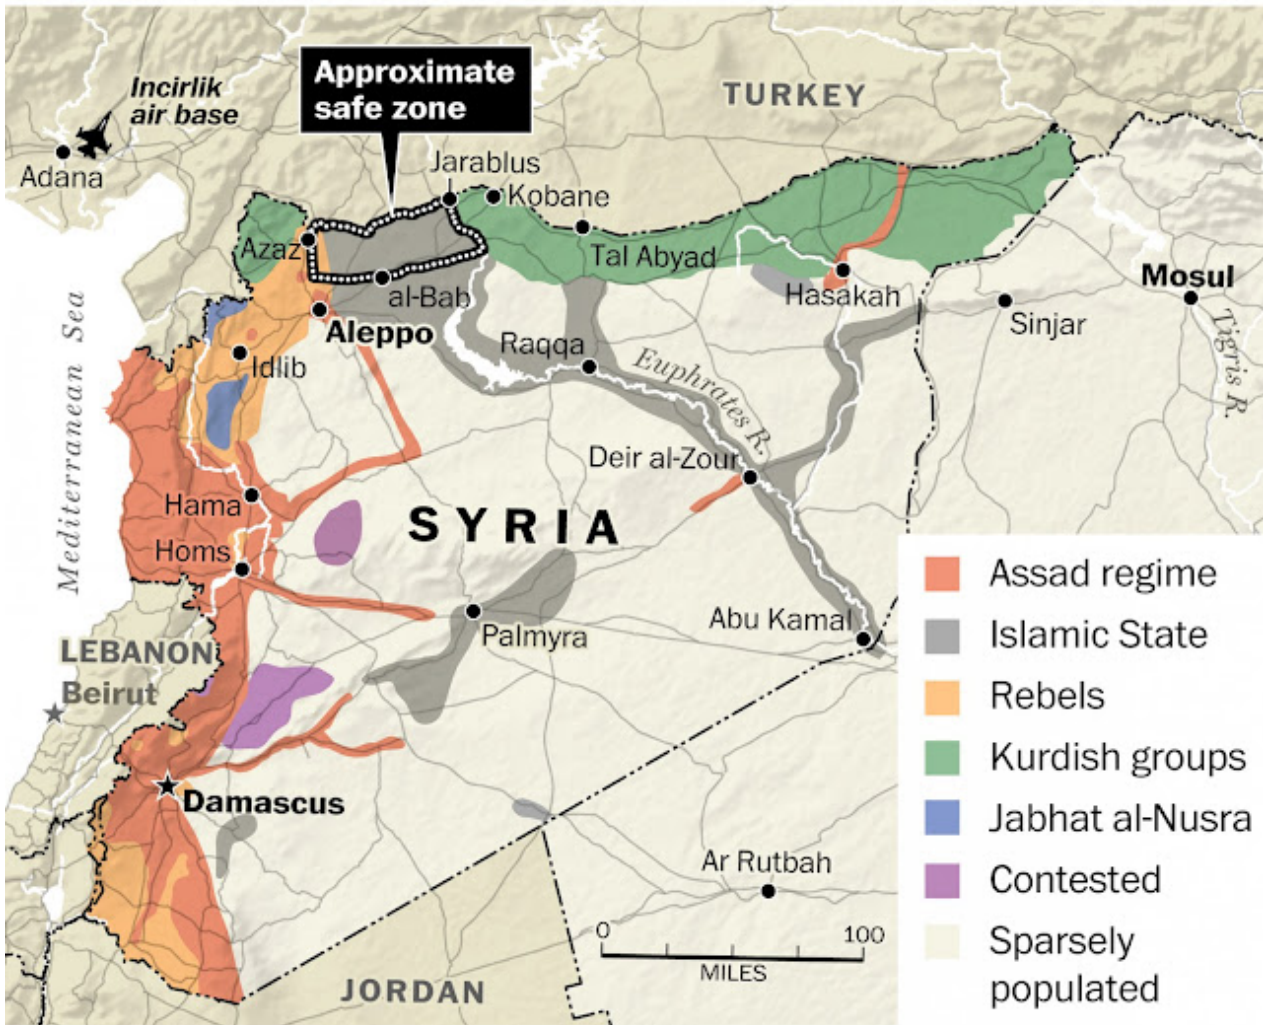 Incirlik
air base
Approximate
safe zone
TURKEY
Adana
Jarablus
Kobane
Azaz
Tal Abyad
al-Bab
Hasakah
Mosul
Aleppo
Sinjar
Tigris R.
Mediterranean Sea
Idlib
Raqqa
Euphrates R.
Deir al-Zour
Hama
SYRIA
Homs
Abu Kamal
Palmyra
LEBANON
Beirut
Damascus
Ar Rutbah
0 100
MILES
JORDAN
Assad regime
Islamic State
Rebels
Kurdish groups
Jabhat al-Nusra
Contested
Sparsely
populated